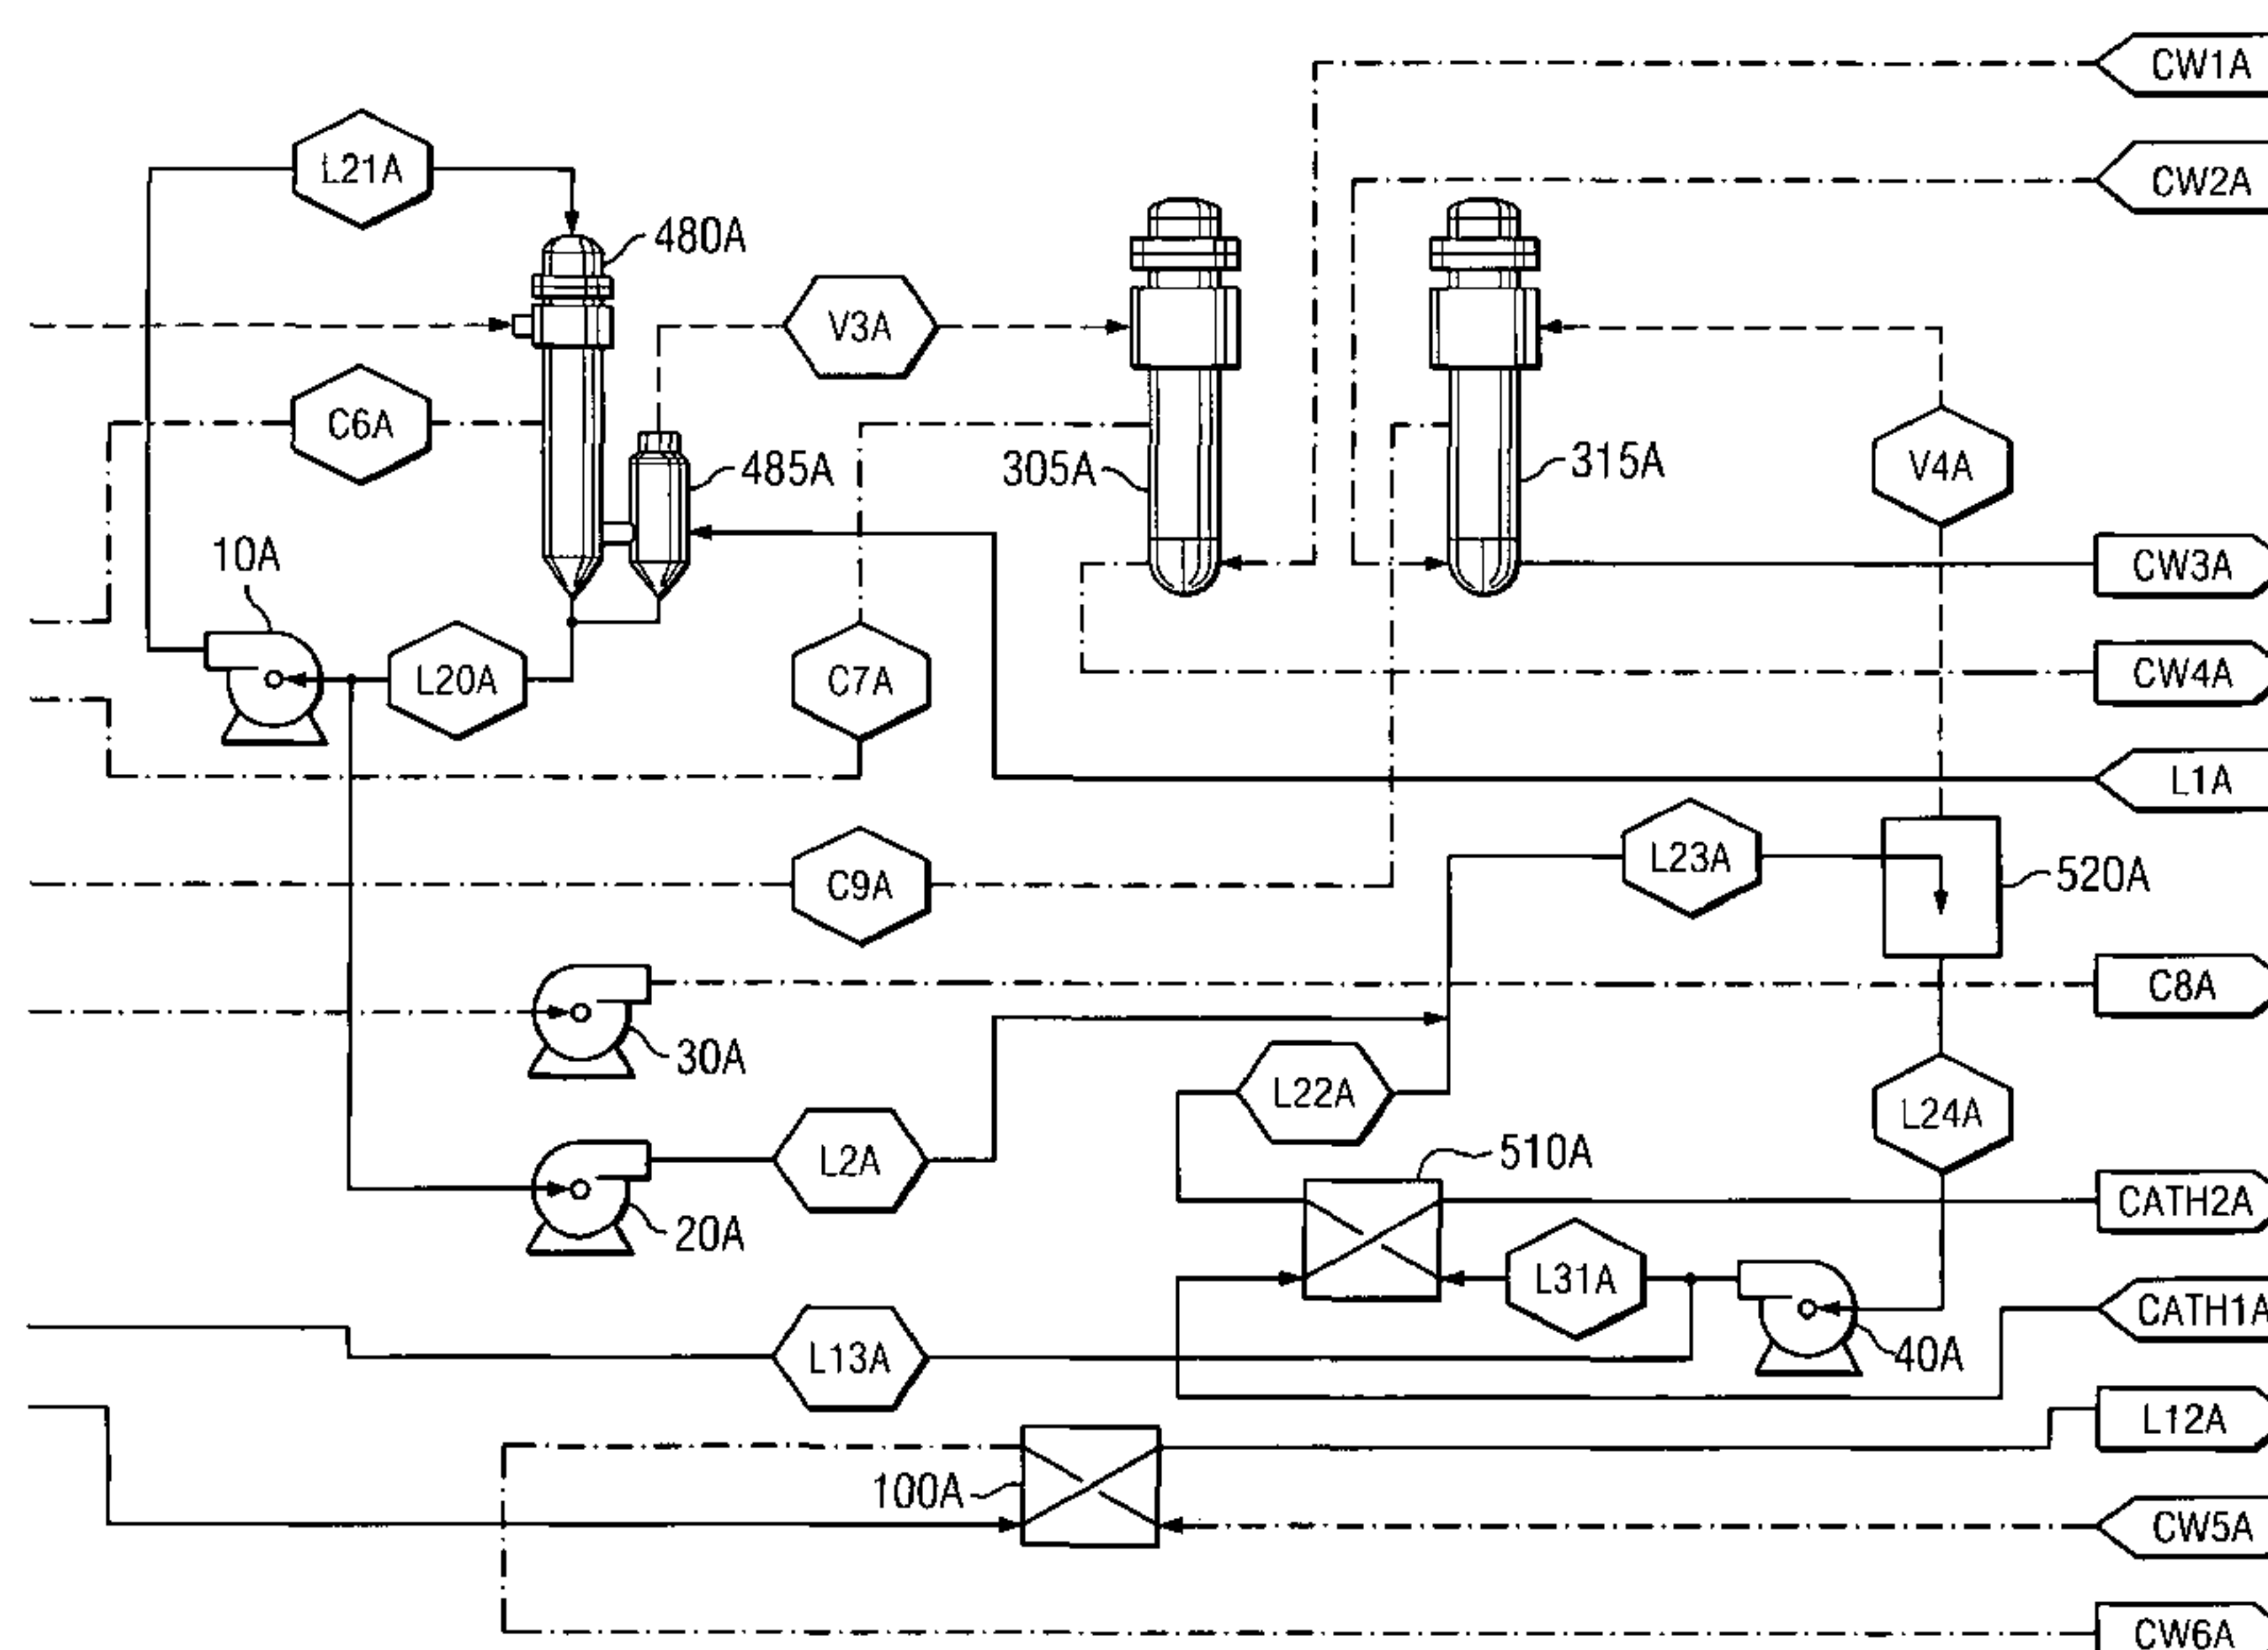 CW1A
L21A
CW2A
480A
V3A
C6A
485A
305A
315A
V4A
10A
CW3A
L20A
C7A
CW4A
L1A
L23A
C9A
520A
C8A
30A
L22A
L24A
L2A
510A
CATH2A
20A
L31A
CATH1A
L13A
40A
L12A
100A
CW5A
CW6A